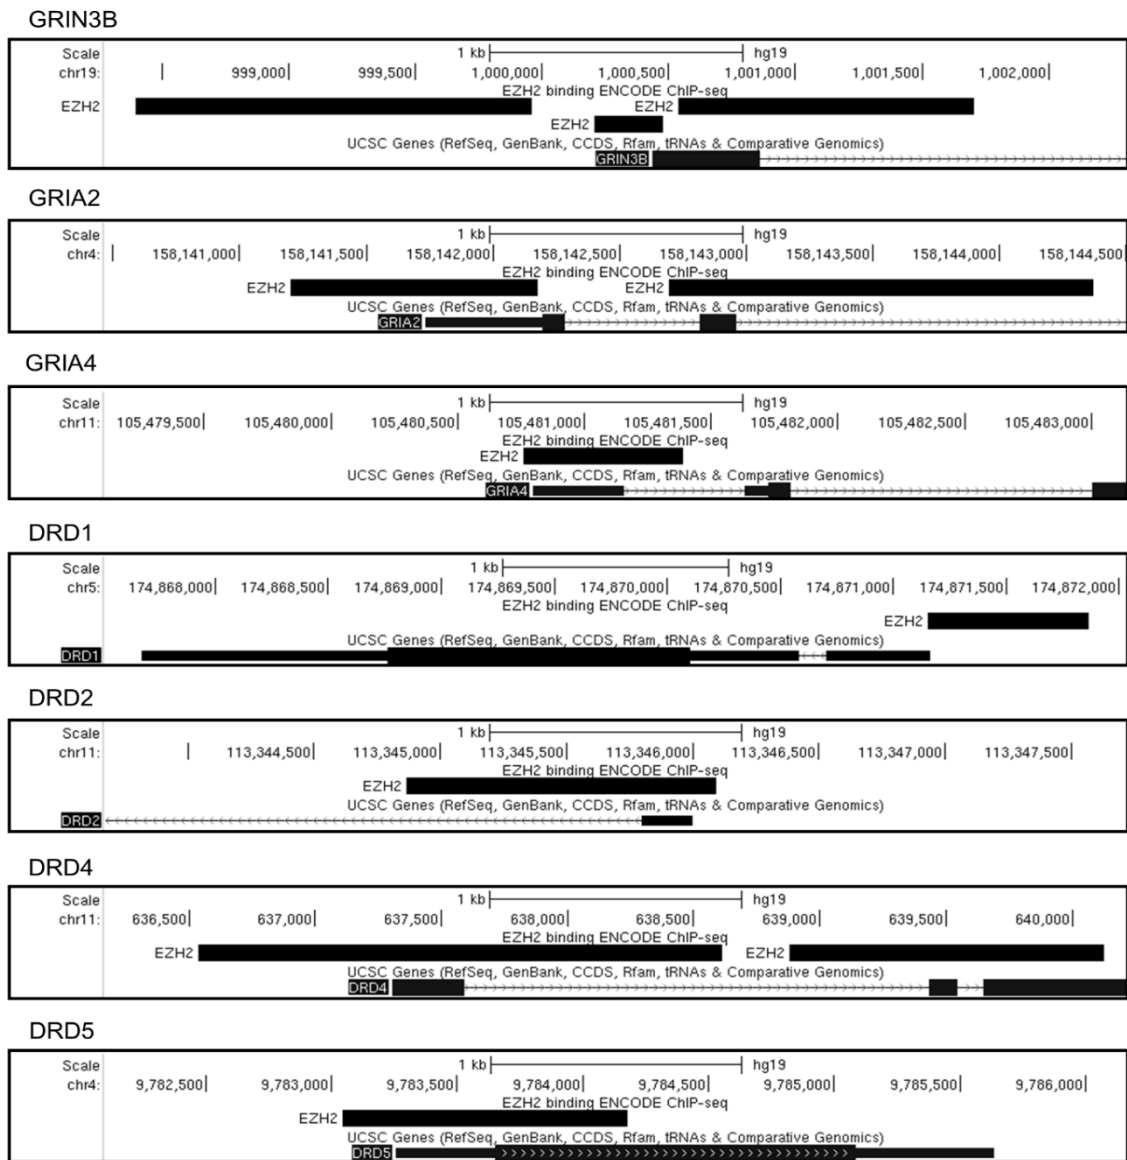 GRIN3B
Scale 1 kb hg19
chr19: 999,000| 999,500| 1,000,000| 1,000,500| 1,001,000| 1,001,500| 1,002,000|
EZH2 binding ENCODE ChIP-seq
EZH2 EZH2
EZH2
UCSC Genes (RefSeq, GenBank, CCDS, Rfam, tRNAs & Comparative Genomics)
GRIN3B
GRIA2
Scale 1 kb hg19
chr4: 158,141,000| 158,141,500| 158,142,000| 158,142,500| 158,143,000| 158,143,500| 158,144,000| 158,144,500|
EZH2 binding ENCODE ChIP-seq
EZH2 EZH2
UCSC Genes (RefSeq, GenBank, CCDS, Rfam, tRNAs & Comparative Genomics)
GRIA2
GRIA4
Scale 1 kb hg19
chr11: 105,479,500| 105,480,000| 105,480,500| 105,481,000| 105,481,500| 105,482,000| 105,482,500| 105,483,000|
EZH2 binding ENCODE ChIP-seq
EZH2
UCSC Genes (RefSeq, GenBank, CCDS, Rfam, tRNAs & Comparative Genomics)
GRIA4
DRD1
Scale 1 kb hg19
chr5: 174,868,000| 174,868,500| 174,869,000| 174,869,500| 174,870,000| 174,870,500| 174,871,000| 174,871,500| 174,872,000|
EZH2 binding ENCODE ChIP-seq
EZH2
UCSC Genes (RefSeq, GenBank, CCDS, Rfam, tRNAs & Comparative Genomics)
DRD1
DRD2
Scale 1 kb hg19
chr11: 113,344,500| 113,345,000| 113,345,500| 113,346,000| 113,346,500| 113,347,000| 113,347,500|
EZH2 binding ENCODE ChIP-seq
EZH2
UCSC Genes (RefSeq, GenBank, CCDS, Rfam, tRNAs & Comparative Genomics)
DRD2
DRD4
Scale 1 kb hg19
chr11: 636,500| 637,000| 637,500| 638,000| 638,500| 639,000| 639,500| 640,000|
EZH2 binding ENCODE ChIP-seq
EZH2 EZH2
UCSC Genes (RefSeq, GenBank, CCDS, Rfam, tRNAs & Comparative Genomics)
DRD4
DRD5
Scale 1 kb hg19
chr4: 9,782,500| 9,783,000| 9,783,500| 9,784,000| 9,784,500| 9,785,000| 9,785,500| 9,786,000|
EZH2 binding ENCODE ChIP-seq
EZH2
UCSC Genes (RefSeq, GenBank, CCDS, Rfam, tRNAs & Comparative Genomics)
DRD5